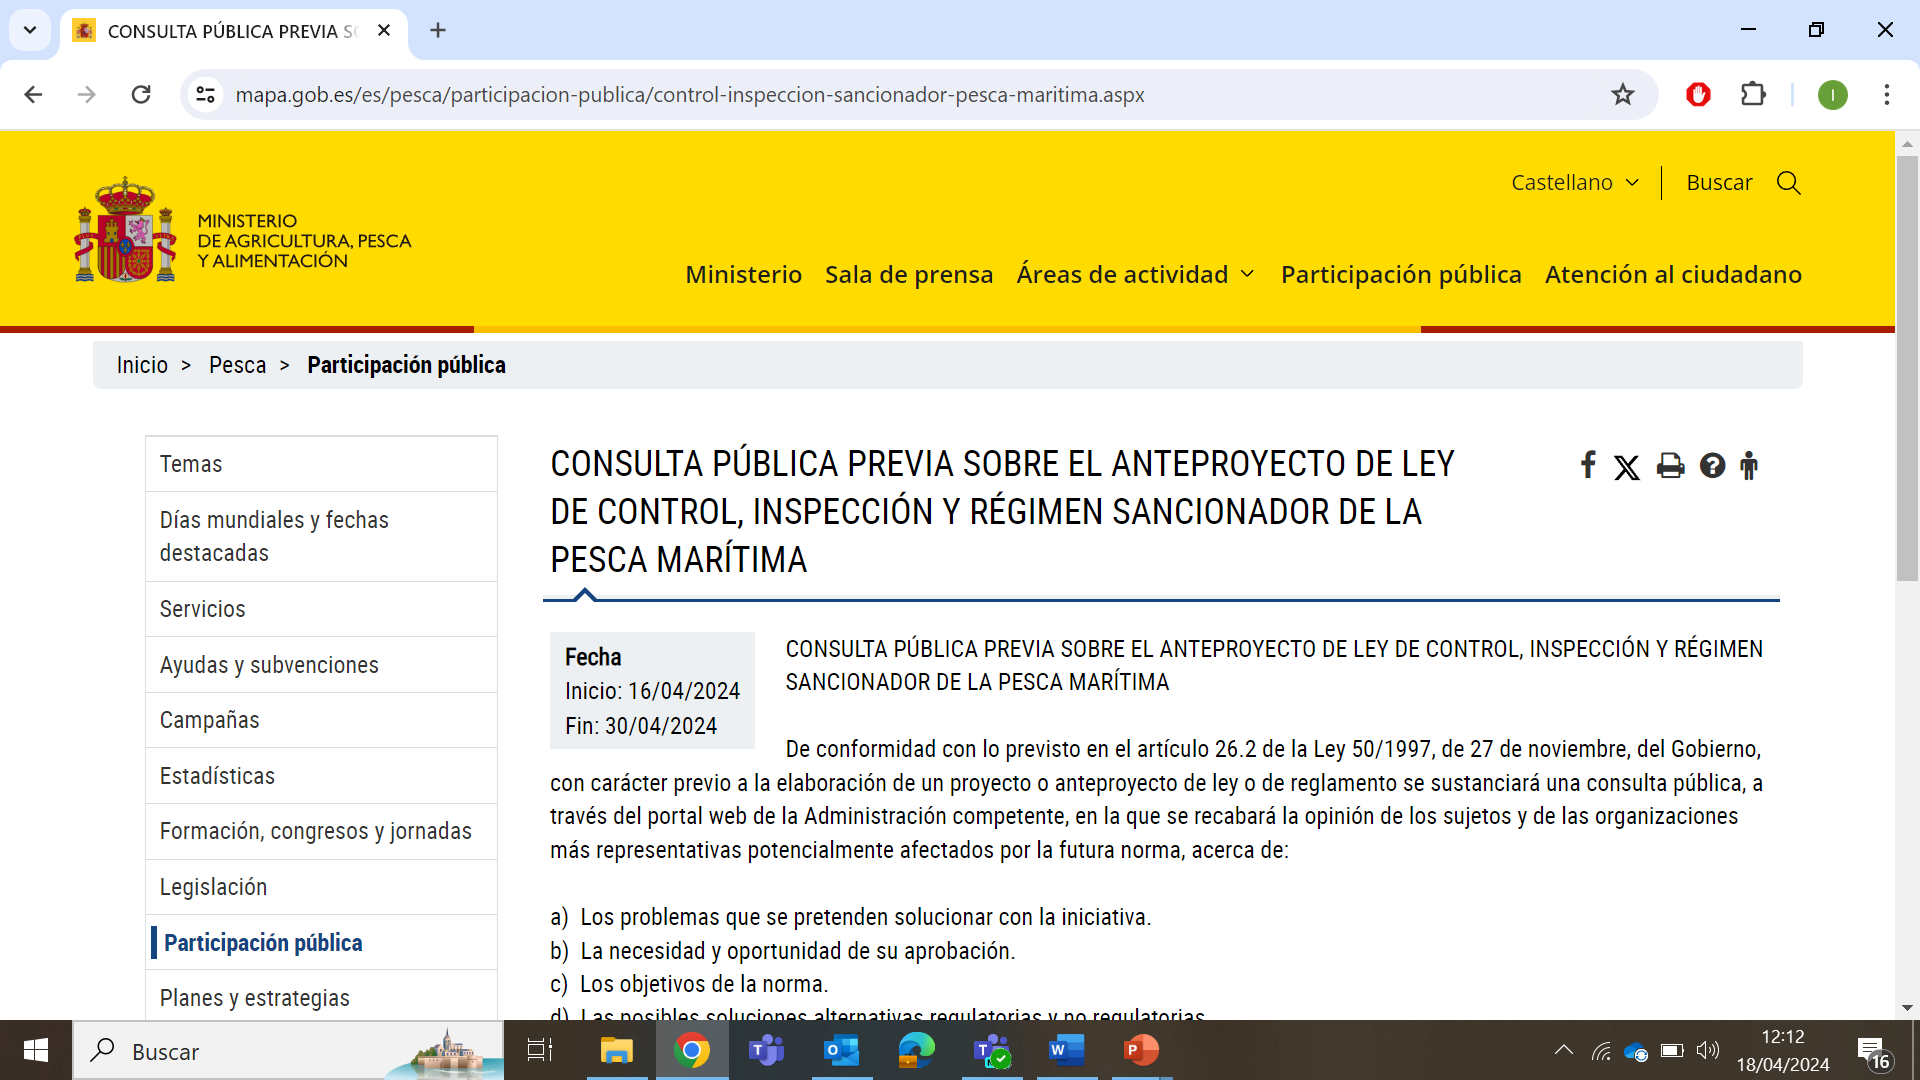 CONSULTA PÚBLICA PREVIA SO
mapa.gob.es/es/pesca/participacion-publica/control-inspeccion-sancionador-pesca-maritima.aspx
I
Castellano
Buscar
MINISTERIO
DE AGRICULTURA, PESCA
Y ALIMENTACIÓN
Ministerio Sala de prensa Áreas de actividad Participación pública Atención al ciudadano
Inicio > Pesca > Participación pública
Temas
Días mundiales y fechas
destacadas
Servicios
Ayudas y subvenciones
Campañas
Estadísticas
Formación, congresos y jornadas
Legislación
Participación pública
Planes y estrategias
CONSULTA PÚBLICA PREVIA SOBRE EL ANTEPROYECTO DE LEY
DE CONTROL, INSPECCIÓN Y RÉGIMEN SANCIONADOR DE LA
PESCA MARÍTIMA
Fecha
Inicio: 16/04/2024
Fin: 30/04/2024
CONSULTA PÚBLICA PREVIA SOBRE EL ANTEPROYECTO DE LEY DE CONTROL, INSPECCIÓN Y RÉGIMEN
SANCIONADOR DE LA PESCA MARÍTIMA
De conformidad con lo previsto en el artículo 26.2 de la Ley 50/1997, de 27 de noviembre, del Gobierno,
con carácter previo a la elaboración de un proyecto o anteproyecto de ley o de reglamento se sustanciará una consulta pública, a
través del portal web de la Administración competente, en la que se recabará la opinión de los sujetos y de las organizaciones
más representativas potencialmente afectados por la futura norma, acerca de:
a) Los problemas que se pretenden solucionar con la iniciativa.
b) La necesidad y oportunidad de su aprobación.
c) Los objetivos de la norma.
d) Las posibles soluciones alternativas regulatorias y no regulatorias
Buscar
12:12
18/04/2024
16